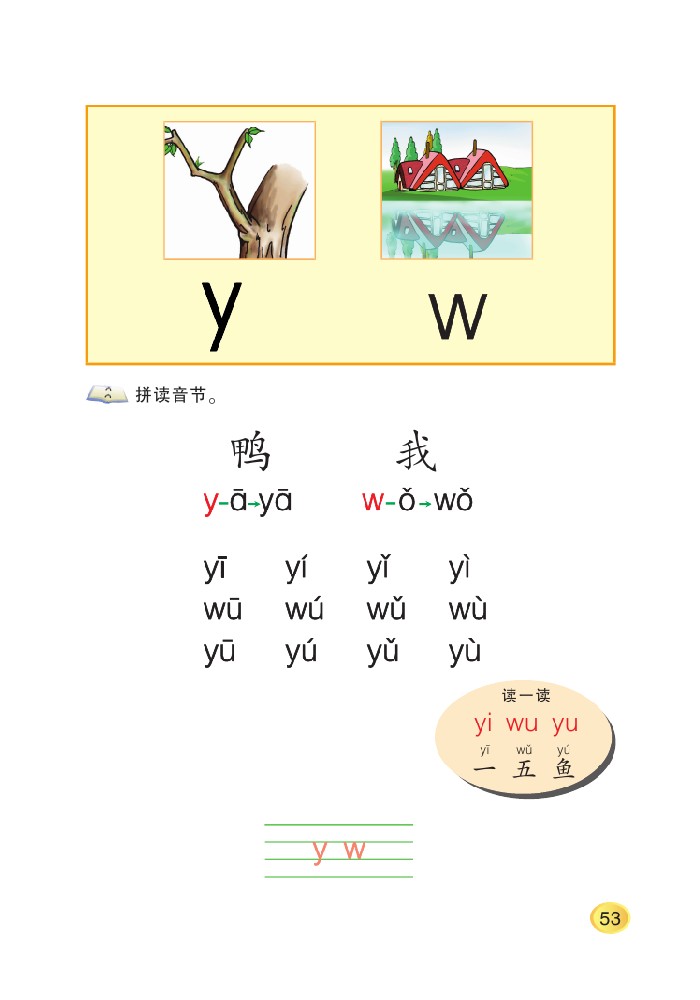 y w
拼读音节。
鸭 我
y-ā→yā w-ǒ→wǒ
yī yí yǐ yì
wū wú wǔ wù
yū yú yǔ yù
读一读
yi wu yu
yī wǔ yú
一 五 鱼
y w
53